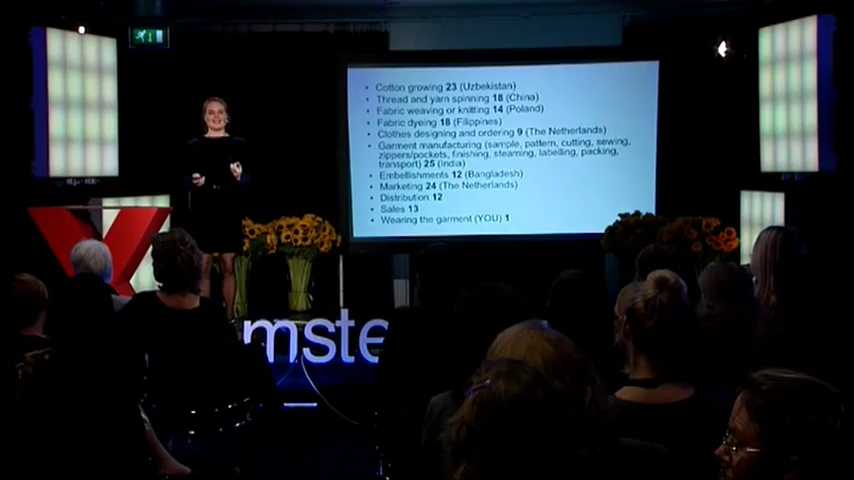 • Cotton growing 23 (Uzbekistan)
• Thread and yarn spinning 18 (China)
• Fabric weaving or knitting 14 (Poland)
• Fabric dyeing 18 (Filippines)
• Clothes designing and ordering 9 (The Netherlands)
• Garment manufacturing (sample, pattern, cutting, sewing,
zippers/pockets, finishing, steaming, labelling, packing,
transport) 25 (India)
• Embellishments 12 (Bangladesh)
• Marketing 24 (The Netherlands)
• Distribution 12
• Sales 13
• Wearing the garment (YOU) 1
X
mste